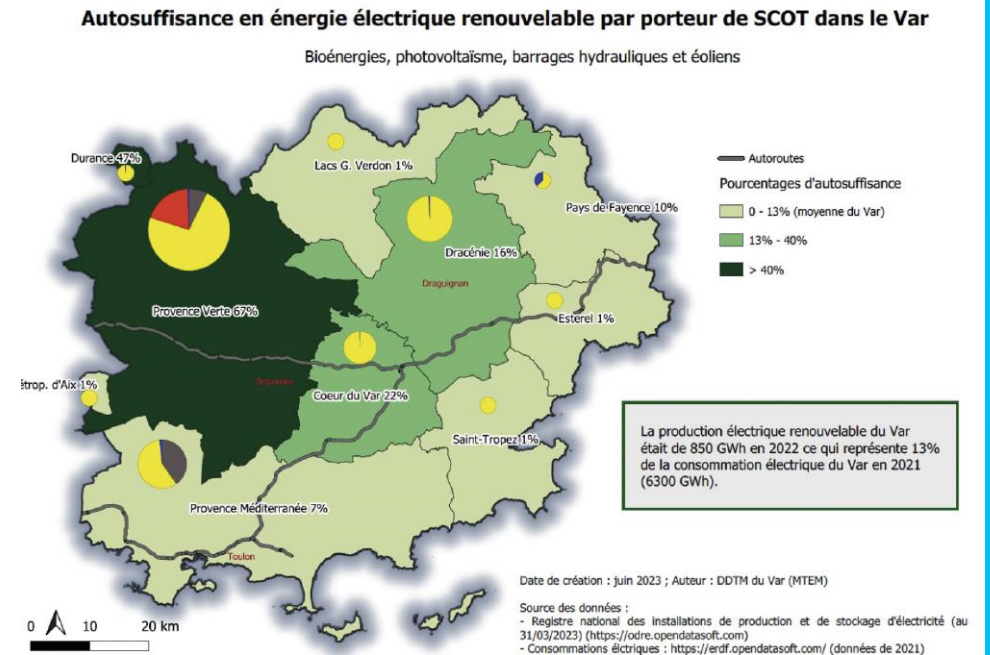 Autosuffisance en énergie électrique renouvelable par porteur de SCOT dans le Var
Bioénergies, photovoltaïsme, barrages hydrauliques et éoliens
Durance 47%
Lacs G. Verdon 1%
Pays de Fayence 10%
Dracénie 16%
Draguignan
Provence Verte 67%
Esterel 1%
Brignoles
étrop. d'Aix 1%
Coeur du Var 22%
Saint-Tropez 1%
Provence Méditerranée 7%
Toulon
Autoroutes
Pourcentages d'autosuffisance
0 - 13% (moyenne du Var)
13% - 40%
> 40%
La production électrique renouvelable du Var
était de 850 GWh en 2022 ce qui représente 13%
de la consommation électrique du Var en 2021
(6300 GWh).
0 10 20 km
Date de création : juin 2023 ; Auteur : DDTM du Var (MTEM)
Source des données :
- Registre national des installations de production et de stockage d'électricité (au
31/03/2023) (https://odre.opendatasoft.com)
- Consommations élctriques : https://erdf.opendatasoft.com/ (données de 2021)